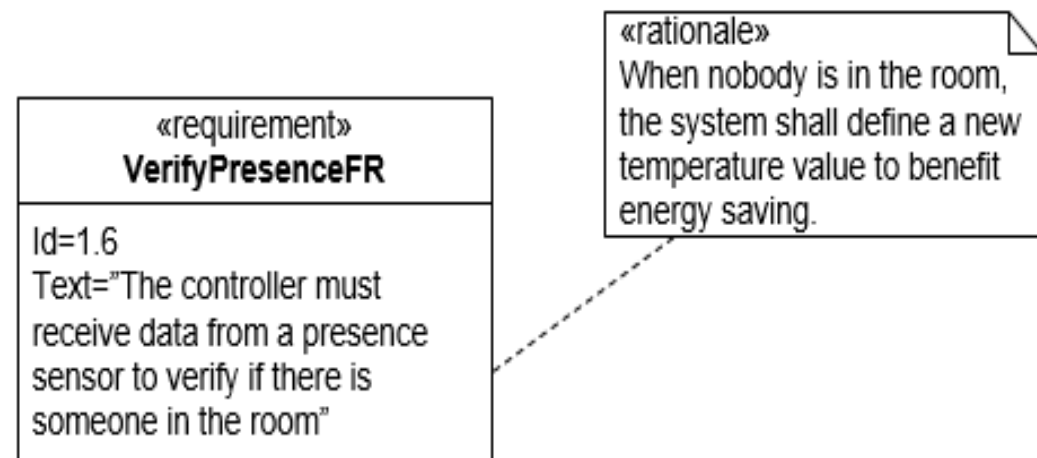 «requirement»
VerifyPresenceFR
Id=1.6
Text=”The controller must
receive data from a presence
sensor to verify if there is
someone in the room”
«rationale»
When nobody is in the room,
the system shall define a new
temperature value to benefit
energy saving.